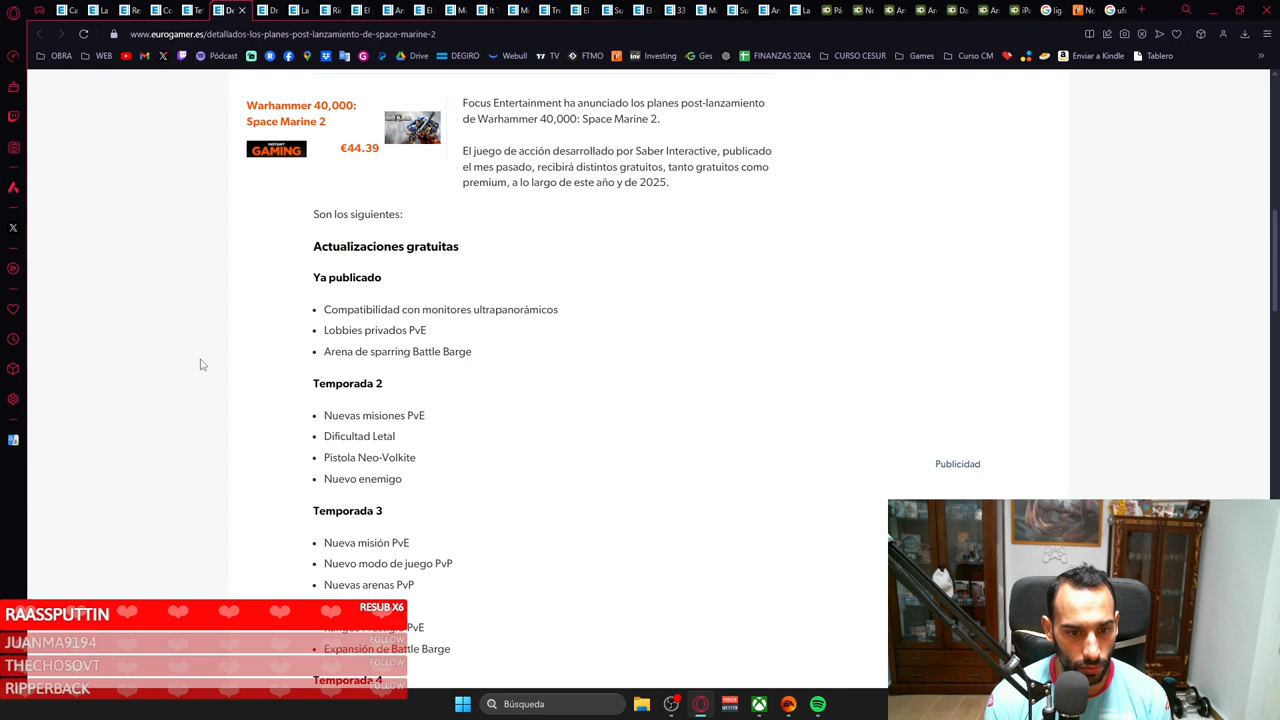 www.eurogamer.es/detallados-los-planes-post-lanzamiento-de-space-marine-2
OBRA
WEB
Pódcast
Drive
DEGIRO
Webull
TV
FTMO
Investing
Ges
FINANZAS 2024
CURSO CESUR
Games
Curso CM
Enviar a Kindle
Tablero
Warhammer 40,000:
Space Marine 2
INSTANT
GAMING
€44.39
Focus Entertainment ha anunciado los planes post-lanzamiento
de Warhammer 40,000: Space Marine 2.
El juego de acción desarrollado por Saber Interactive, publicado
el mes pasado, recibirá distintos gratuitos, tanto gratuitos como
premium, a lo largo de este año y de 2025.
Son los siguientes:
Actualizaciones gratuitas
Ya publicado
Compatibilidad con monitores ultrapanorámicos
Lobbies privados PvE
Arena de sparring Battle Barge
Temporada 2
Nuevas misiones PvE
Dificultad Letal
Pistola Neo-Volkite
Nuevo enemigo
Publicidad
Temporada 3
Nueva misión PvE
Nuevo modo de juego PvP
Nuevas arenas PvP
PvE
Expansión de Battle Barge
Temporada 4
RAASSPUTTIN
RESUB X6
JUANMA9194
FOLLOW
THECHOSOVT
FOLLOW
RIPPERBACK
FOLLOW
Búsqueda